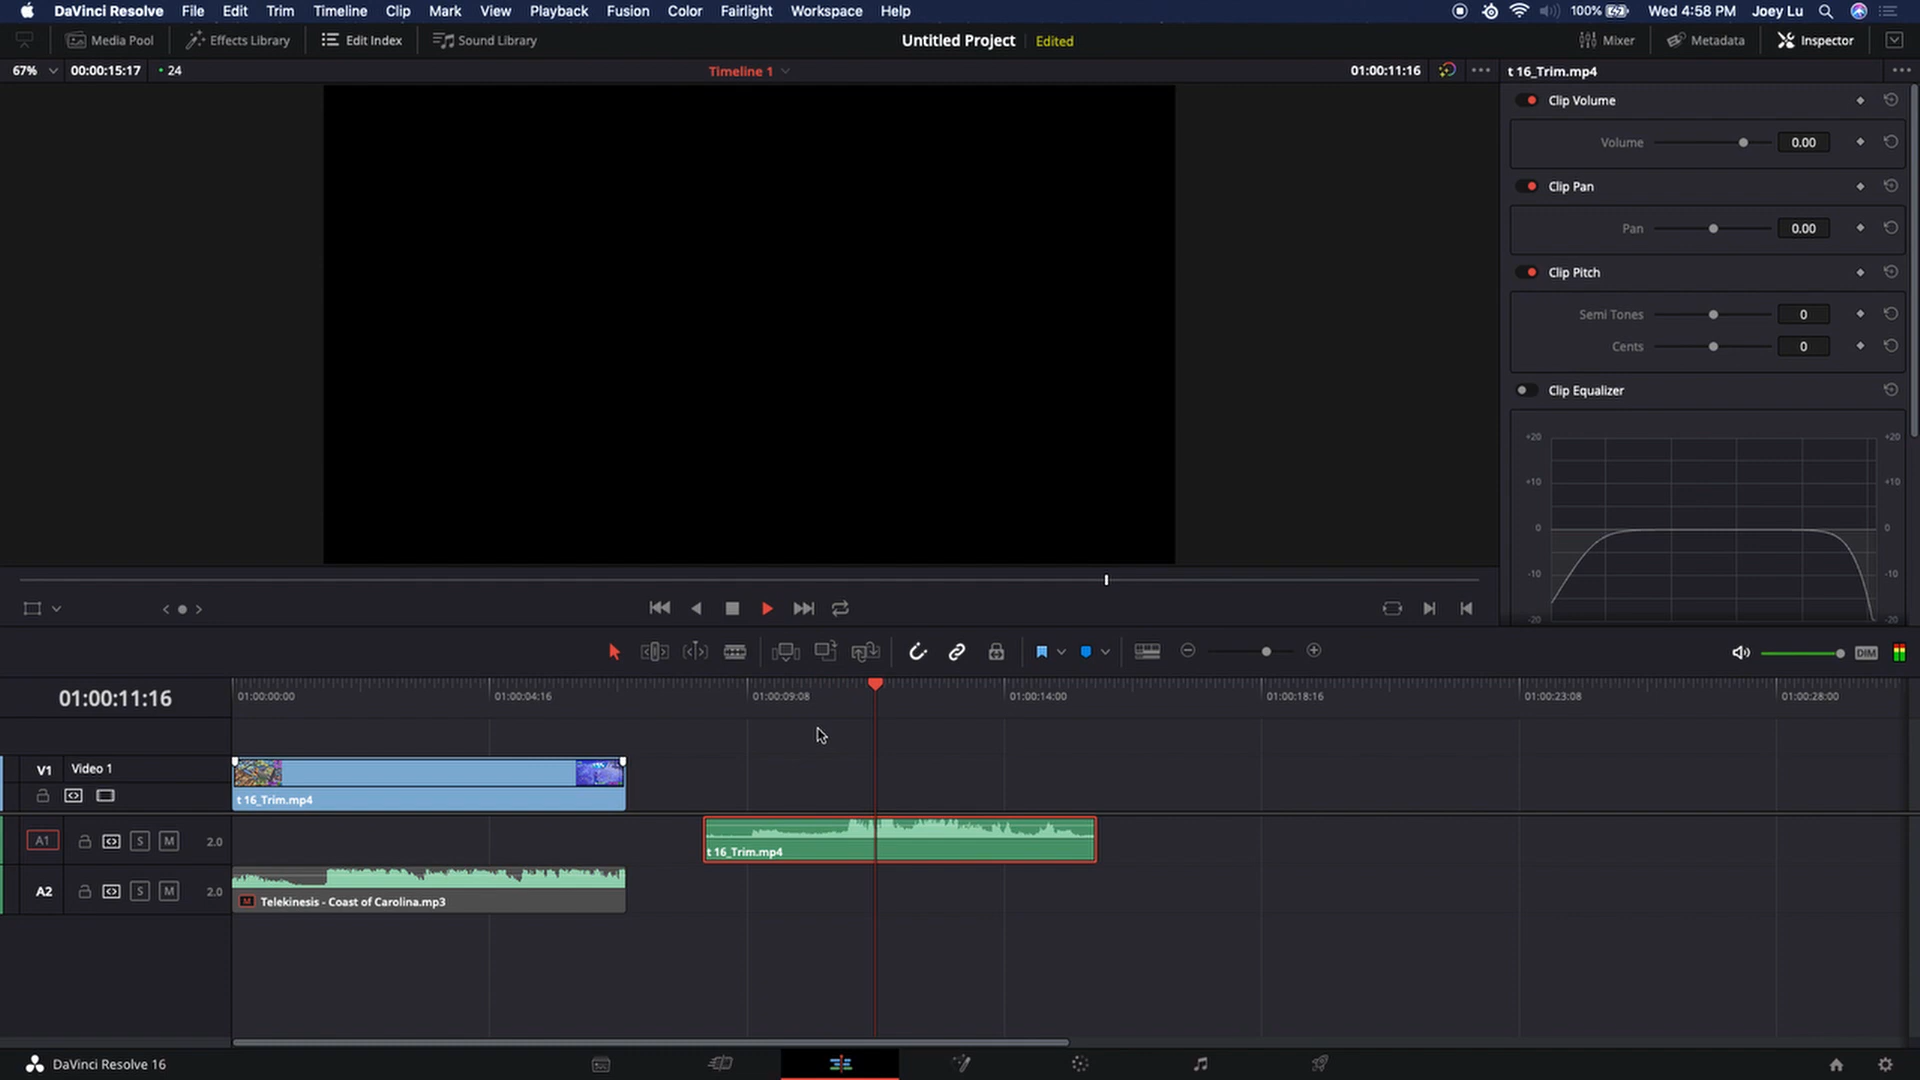 DaVinci Resolve File Edit Trim Timeline Clip Mark View Playback Fusion Color Fairlight Workspace Help 100% Wed 4:58 PM Joey Lu
Media Pool Effects Library Edit Index Sound Library Untitled Project Edited Mixer Metadata Inspector
67% 00:00:15:17 24 Timeline 1 01:00:11:16 t 16_Trim.mp4
Clip Volume
Volume 0.00
Clip Pan
Pan 0.00
Clip Pitch
Semi Tones 0
Cents 0
Clip Equalizer
+20 +20
+10 +10
0 0
-10 -10
-20 -20
DIM
01:00:11:16 01:00:00:00 01:00:04:16 01:00:09:08 01:00:14:00 01:00:18:16 01:00:23:08 01:00:28:00
V1 Video 1
t 16_Trim.mp4
A1 S M 2.0
t 16_Trim.mp4
A2 S M 2.0
Telekinesis - Coast of Carolina.mp3
DaVinci Resolve 16